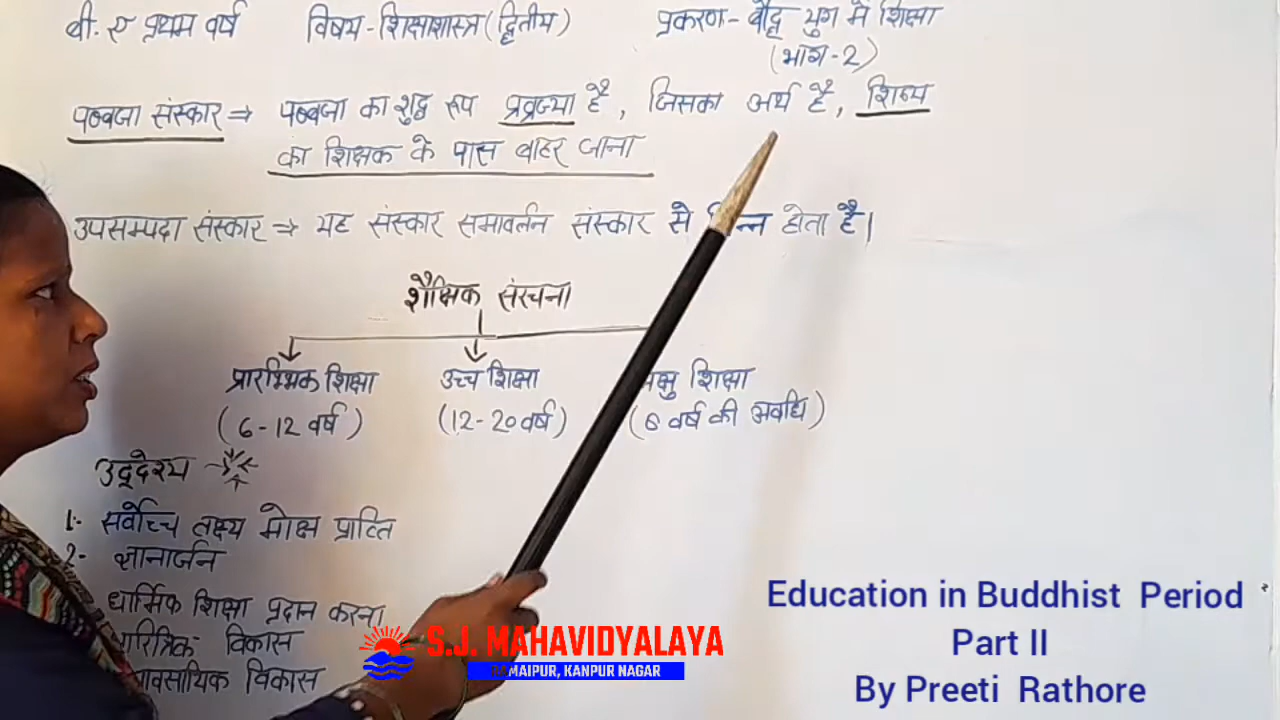 बी. ए प्रथम वर्ष विषय-शिक्षाशास्त्र (द्वितीय) प्रकरण- बौद्ध युग में शिक्षा
(भाग-2)
पब्बजा संस्कार ⇒ पब्बजा का शुद्ध रूप प्रव्रज्या है, जिसका अर्थ है, शिष्य
का शिक्षक के पास बाहर जाना
उपसम्पदा संस्कार ⇒ यह संस्कार समावर्तन संस्कार से होता है।
शैक्षिक संरचना
प्रारम्भिक शिक्षा उच्च शिक्षा शिक्षा
(6-12 वर्ष) (12-20 वर्ष) वर्ष की अवधि)
उद्देश्य
1- सर्वोच्च लक्ष्य मोक्ष प्राप्ति
2- ज्ञानार्जन
धार्मिक शिक्षा प्रदान करना
विकास
विकास
S.J. MAHAVIDYALAYA
RAMAIPUR, KANPUR NAGAR
Education in Buddhist Period
Part II
By Preeti Rathore